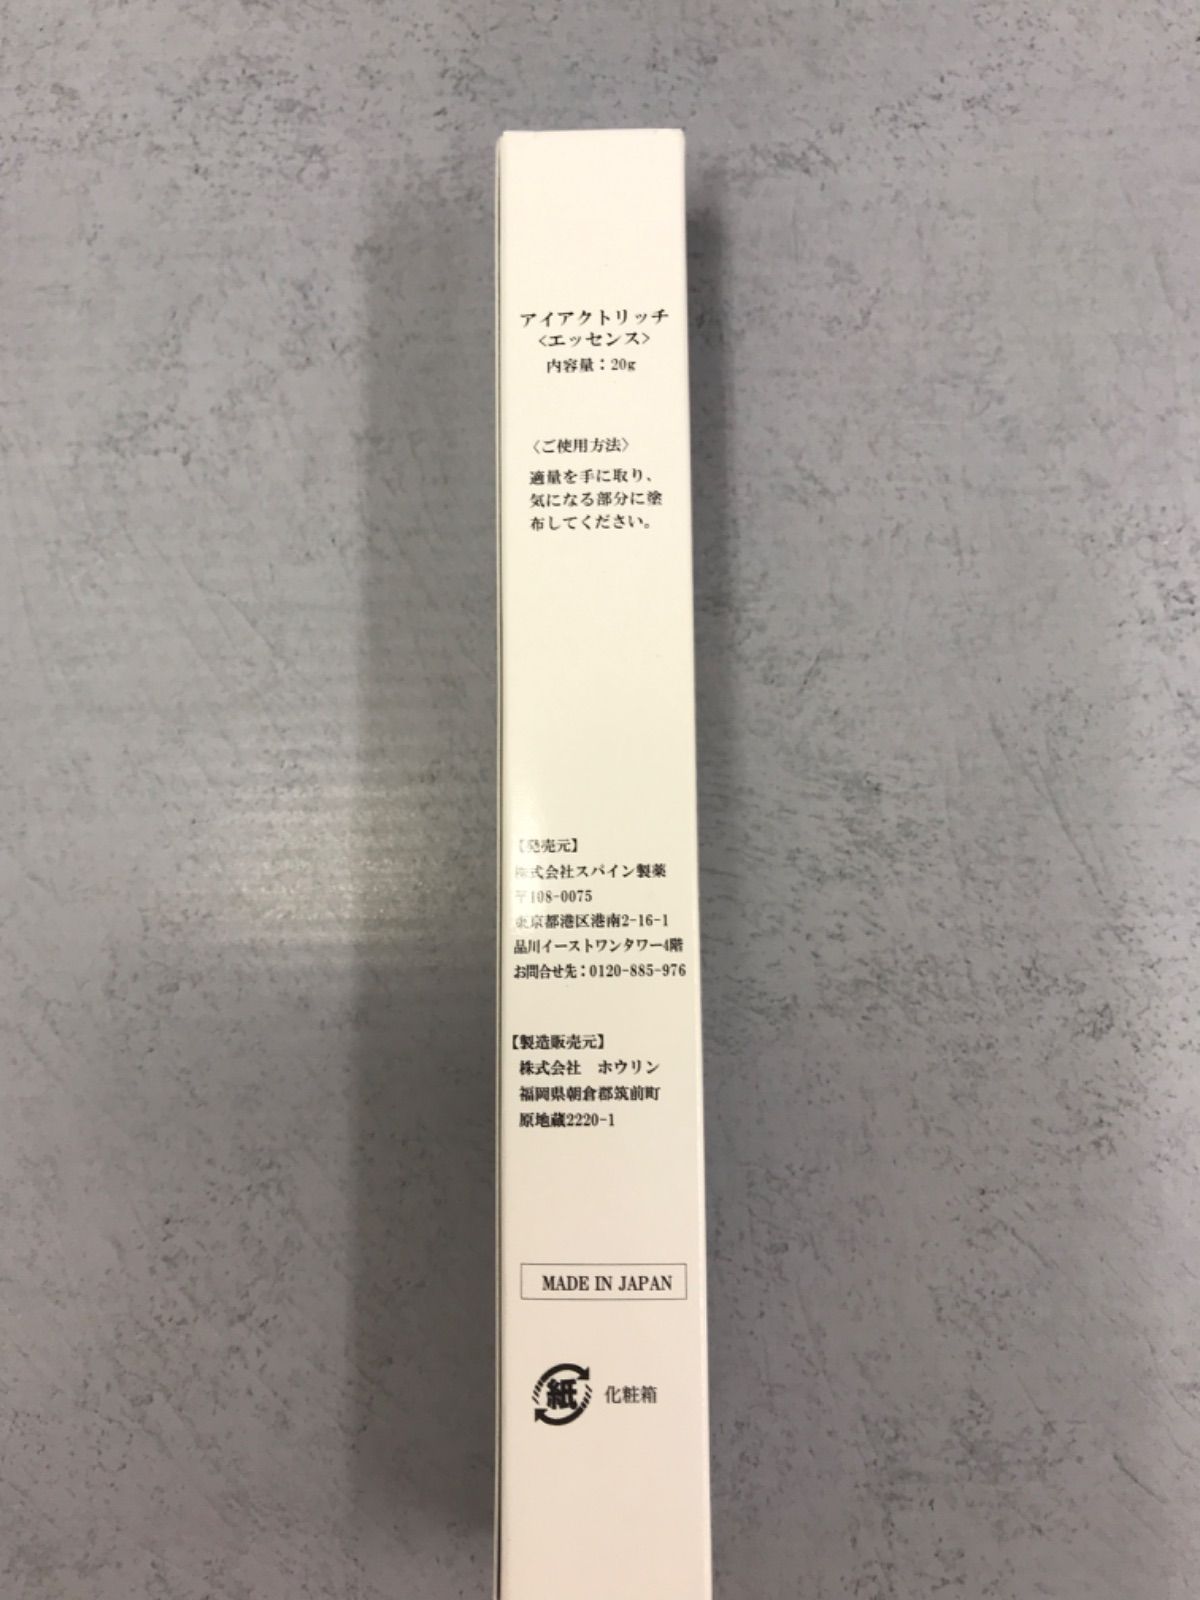 アイアクトリッチ
〈エッセンス〉
内容量：20g
〈ご使用方法〉
適量を手に取り、
気になる部分に塗
布してください。
【発売元】
株式会社スパイン製薬
〒108-0075
東京都港区港南2-16-1
品川イーストワンタワー4階
お問合せ先：0120-885-976
【製造販売元】
株式会社　ホウリン
福岡県朝倉郡筑前町
原地蔵2220-1
MADE IN JAPAN
紙 化粧箱